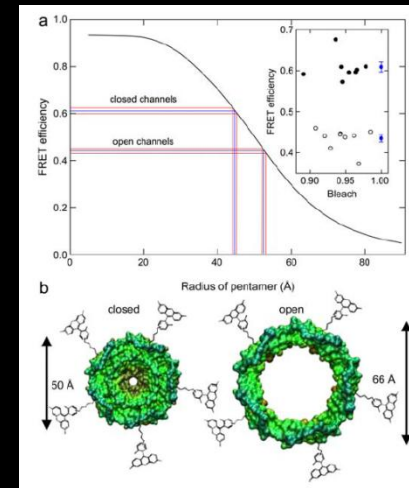 a
1.0
0.8
0.6
0.4
0.2
0.0
FRET efficiency
closed channels
open channels
0 20 40 60 80
Radius of pentamer (Å)
0.7
0.6
0.5
0.4
FRET efficiency
0.90 0.95 1.00
Bleach
b
closed
open
50 Å
66 Å